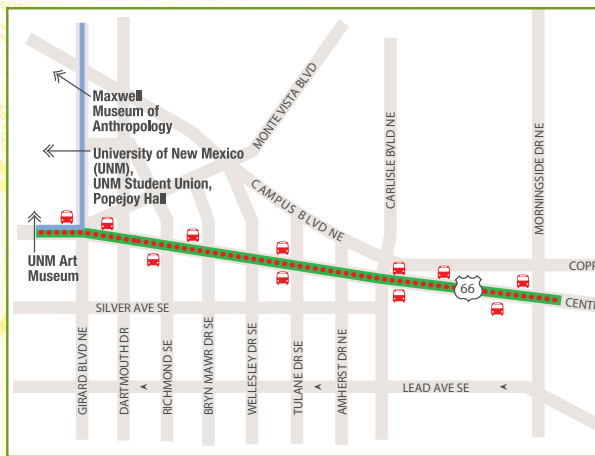 Maxwell
Museum of
Anthropology
University of New Mexico
(UNM),
UNM Student Union,
Popejoy Hall
UNM Art
Museum
MONTE VISTA BLVD
CAMPUS BLVD NE
CARLISLE BVLD NE
MORNINGSIDE DR NE
COPP
66
CENT
SILVER AVE SE
GIRARD BLVD NE
DARTMOUTH DR
RICHMOND SE
BRYN MAWR DR SE
WELLESLEY DR SE
TULANE DR SE
AMHERST DR NE
LEAD AVE SE